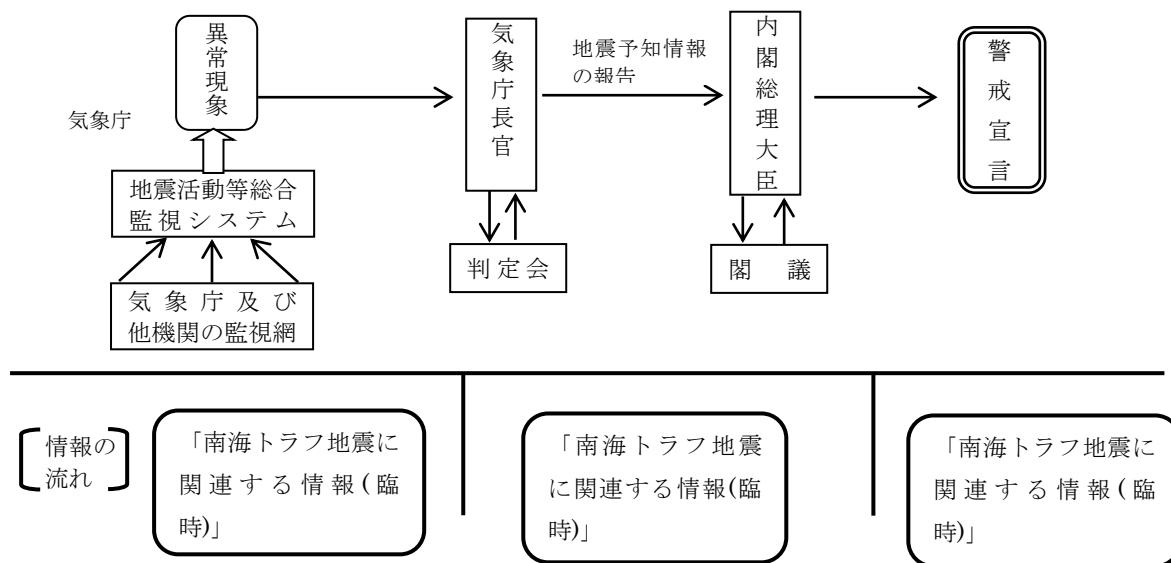 異常現象
気象庁長官
地震予知情報
の報告
内閣総理大臣
警戒宣言
気象庁
地震活動等総合
監視システム
判定会
閣 議
気象庁及び
他機関の監視網
情報の
流れ
「南海トラフ地震に
関連する情報(臨
時)」
「南海トラフ地震
に関連する情報(臨
時)」
「南海トラフ地震に
関連する情報(臨
時)」